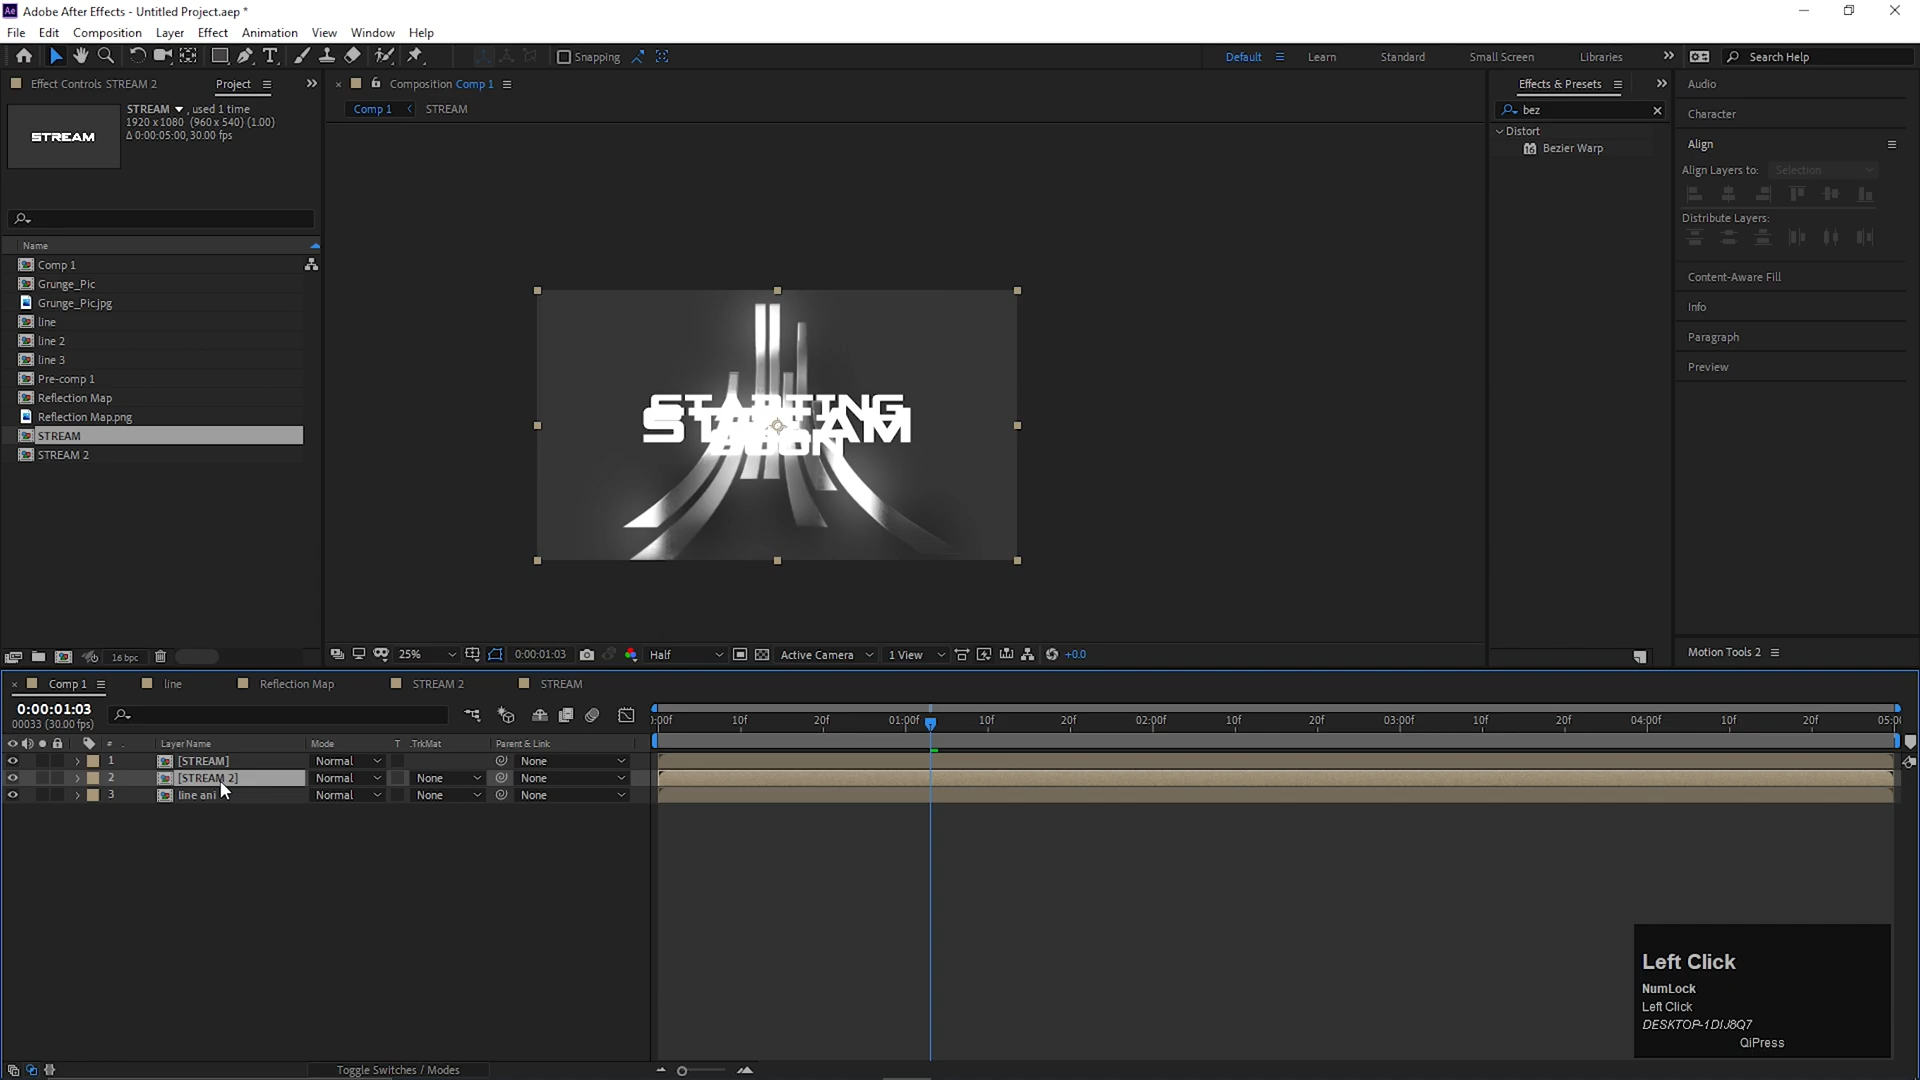 Adobe After Effects - Untitled Project.aep *
File Edit Composition Layer Effect Animation View Window Help
Snapping
Default Learn Standard Small Screen Libraries
Search Help
Effect Controls STREAM 2
Project
STREAM , used 1 time
1920 x 1080 (960 x 540) (1.00)
Δ 0:00:05:00, 30.00 fps
STREAM
Name
Comp 1
Grunge_Pic
Grunge_Pic.jpg
line
line 2
line 3
Pre-comp 1
Reflection Map
Reflection Map.png
STREAM
STREAM 2
16 bpc
Composition Comp 1
Comp 1 STREAM
STARTING
STREAM
SOON
25% 0:00:01:03 Half Active Camera 1 View +0.0
Effects & Presets
bez
Distort
Bezier Warp
Audio
Character
Align
Align Layers to: Selection
Distribute Layers:
Content-Aware Fill
Info
Paragraph
Preview
Motion Tools 2
Comp 1 line Reflection Map STREAM 2 STREAM
0:00:01:03
00033 (30.00 fps)
):00f 10f 20f 01:00f 10f 20f 02:00f 10f 20f 03:00f 10f 20f 04:00f 10f 20f 05:00
# . Layer Name Mode T .TrkMat Parent & Link
1 [STREAM] Normal None
2 [STREAM 2] Normal None None
3 line ani Normal None None
Toggle Switches / Modes
Left Click
NumLock
Left Click
DESKTOP-1DIJ8Q7
QiPress